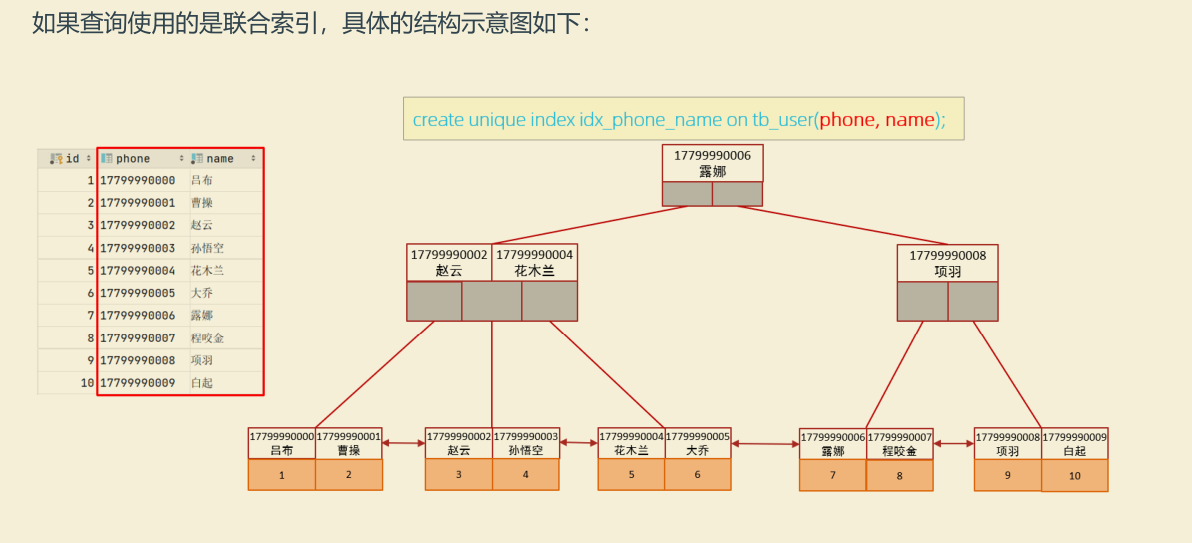 如果查询使用的是联合索引，具体的结构示意图如下：
create unique index idx_phone_name on tb_user(phone, name);
id phone name
1 17799990000 吕布
2 17799990001 曹操
3 17799990002 赵云
4 17799990003 孙悟空
5 17799990004 花木兰
6 17799990005 大乔
7 17799990006 露娜
8 17799990007 程咬金
9 17799990008 项羽
10 17799990009 白起
17799990006
露娜
17799990002 17799990004
赵云 花木兰
17799990008
项羽
17799990000 17799990001 17799990002 17799990003 17799990004 17799990005 17799990006 17799990007 17799990008 17799990009
吕布 曹操 赵云 孙悟空 花木兰 大乔 露娜 程咬金 项羽 白起
1 2 3 4 5 6 7 8 9 10